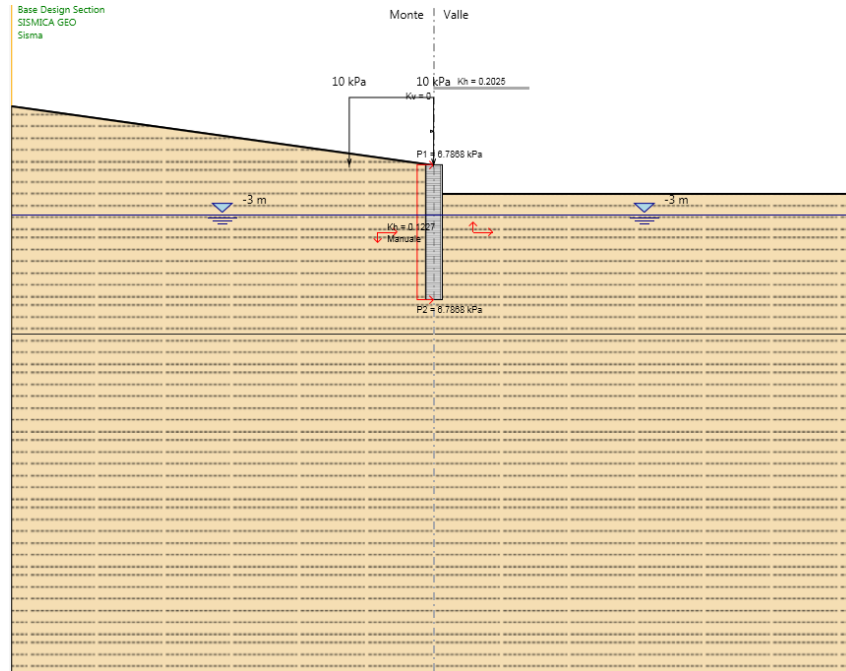 Base Design Section
SISMICA GEO
Sisma
Monte
Valle
10 kPa
10 kPa
Kh = 0.2025
Kv = 0
P1 = 6.7868 kPa
-3 m
-3 m
Kh = 0.1227
Manuale
P2 = 6.7868 kPa